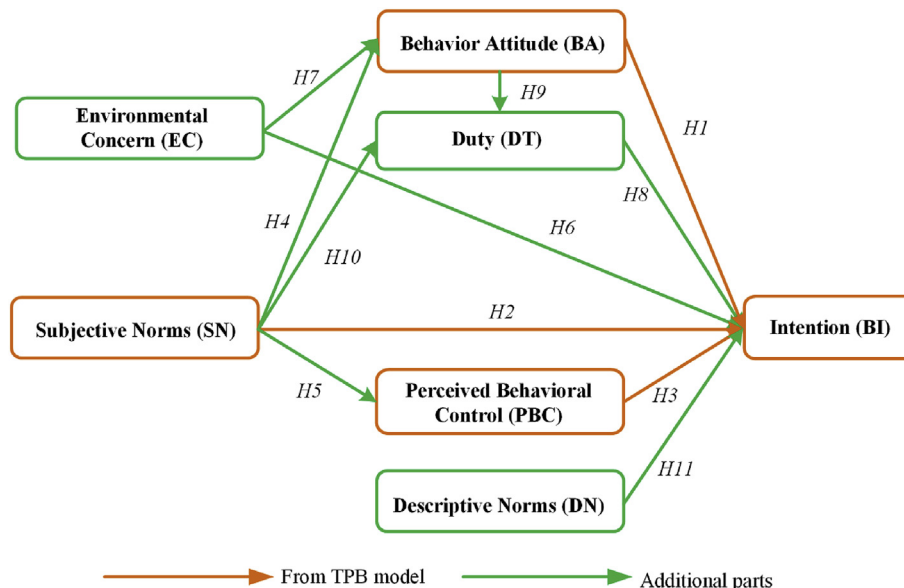 Behavior Attitude (BA)
H7
H9
Environmental
Concern (EC)
Duty (DT)
H1
H4
H8
H6
H10
Subjective Norms (SN)
H2
Intention (BI)
H5
Perceived Behavioral
Control (PBC)
H3
H11
Descriptive Norms (DN)
From TPB model
Additional parts